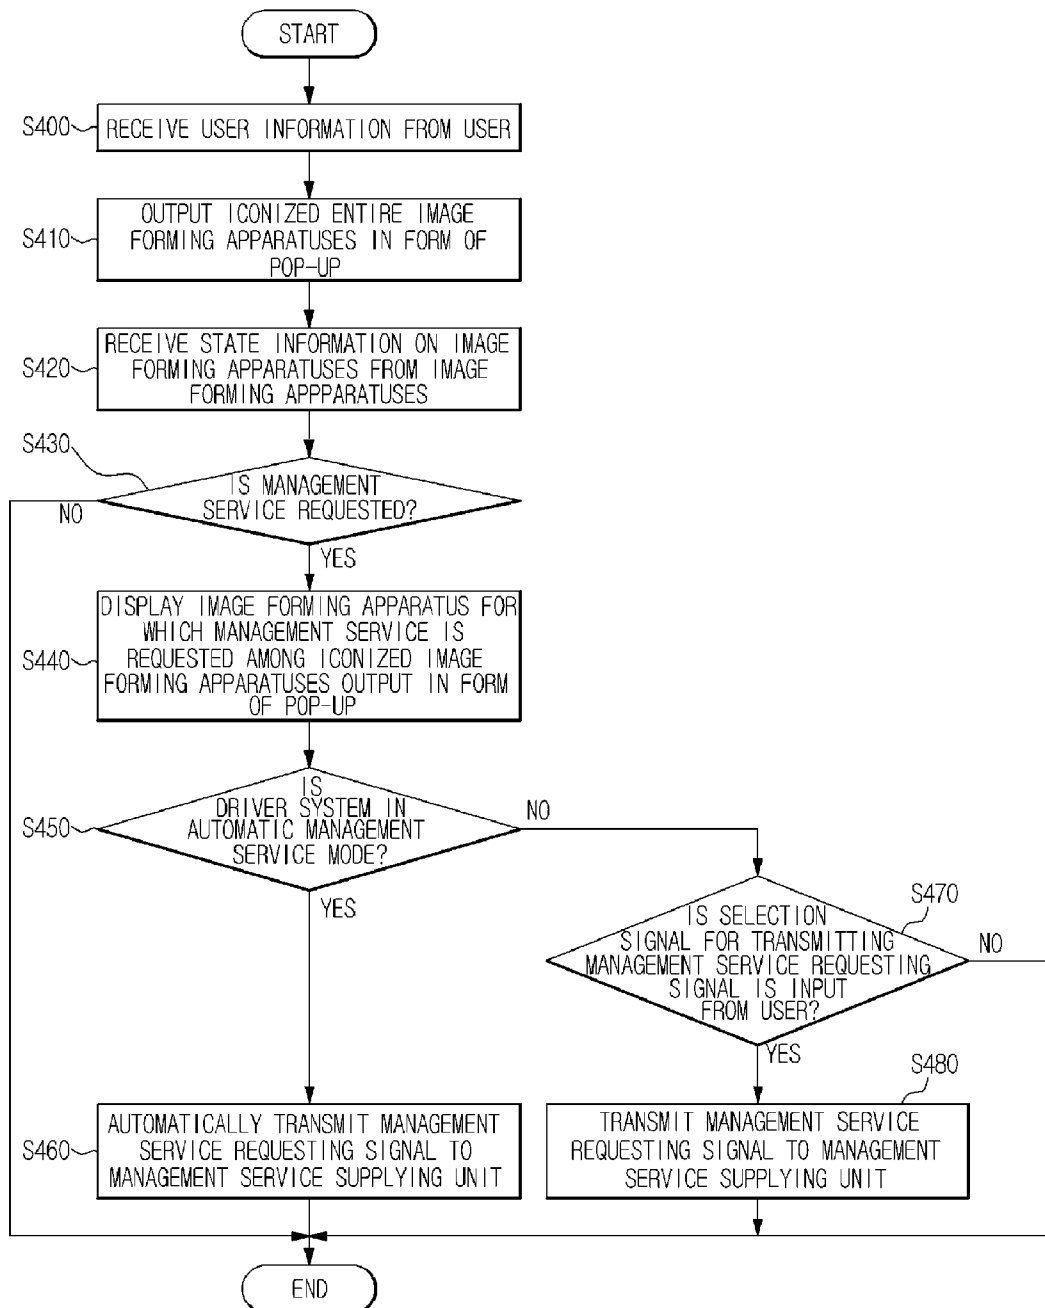 START
S400
RECEIVE USER INFORMATION FROM USER
S410
OUTPUT ICONIZED ENTIRE IMAGE
FORMING APPARATUSES IN FORM OF
POP-UP
S420
RECEIVE STATE INFORMATION ON IMAGE
FORMING APPARATUSES FROM IMAGE
FORMING APPPARATUSES
S430
IS MANAGEMENT
SERVICE REQUESTED?
NO
YES
S440
DISPLAY IMAGE FORMING APPARATUS FOR
WHICH MANAGEMENT SERVICE IS
REQUESTED AMONG ICONIZED IMAGE
FORMING APPARATUSES OUTPUT IN FORM
OF POP-UP
S450
IS
DRIVER SYSTEM IN
AUTOMATIC MANAGEMENT
SERVICE MODE?
NO
YES
S470
IS SELECTION
SIGNAL FOR TRANSMITTING
MANAGEMENT SERVICE REQUESTING
SIGNAL IS INPUT
FROM USER?
NO
YES
S460
AUTOMATICALLY TRANSMIT MANAGEMENT
SERVICE REQUESTING SIGNAL TO
MANAGEMENT SERVICE SUPPLYING UNIT
S480
TRANSMIT MANAGEMENT SERVICE
REQUESTING SIGNAL TO MANAGEMENT
SERVICE SUPPLYING UNIT
END